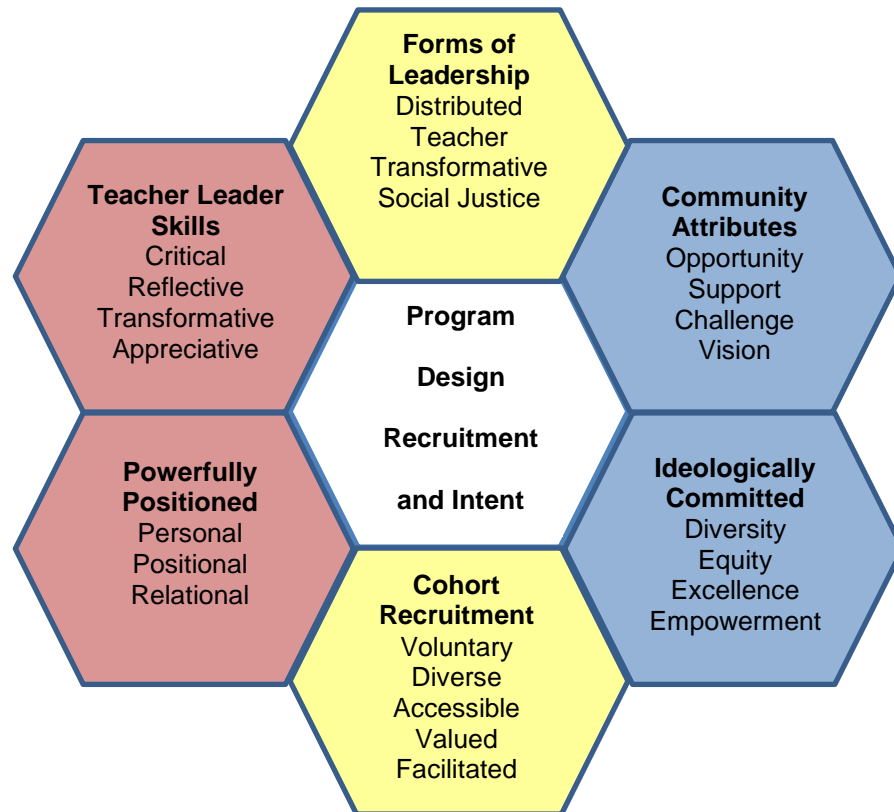 Forms of
Leadership
Distributed
Teacher
Transformative
Social Justice
Teacher Leader
Skills
Critical
Reflective
Transformative
Appreciative
Community
Attributes
Opportunity
Support
Challenge
Vision
Program
Design
Recruitment
and Intent
Powerfully
Positioned
Personal
Positional
Relational
Ideologically
Committed
Diversity
Equity
Excellence
Empowerment
Cohort
Recruitment
Voluntary
Diverse
Accessible
Valued
Facilitated